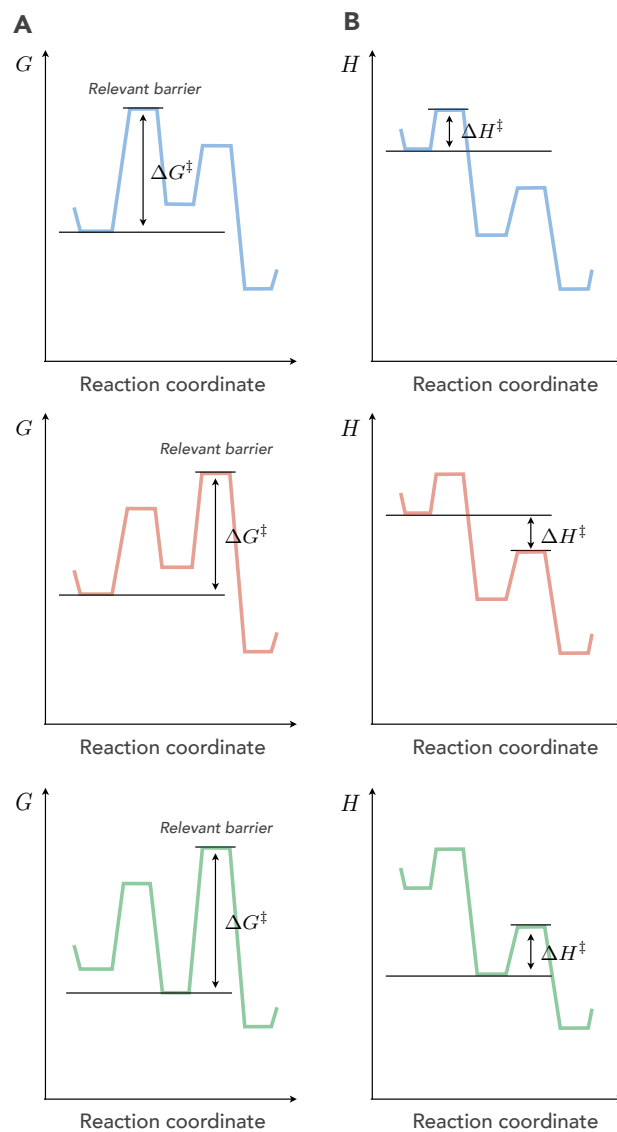 A
B
G
Relevant barrier
ΔG‡
Reaction coordinate
H
ΔH‡
Reaction coordinate
G
Relevant barrier
ΔG‡
Reaction coordinate
H
ΔH‡
Reaction coordinate
G
Relevant barrier
ΔG‡
Reaction coordinate
H
ΔH‡
Reaction coordinate